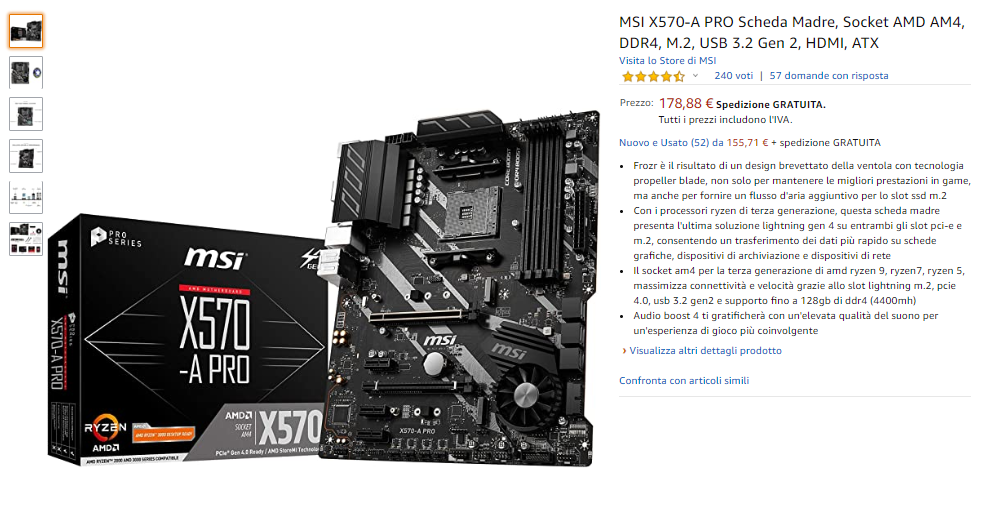 MSI X570-A PRO Scheda Madre, Socket AMD AM4,
DDR4, M.2, USB 3.2 Gen 2, HDMI, ATX
Visita lo Store di MSI
240 voti | 57 domande con risposta
Prezzo: 178,88 € Spedizione GRATUITA.
Tutti i prezzi includono l'IVA.
Nuovo e Usato (52) da 155,71 € + spedizione GRATUITA
Frozr è il risultato di un design brevettato della ventola con tecnologia
propeller blade, non solo per mantenere le migliori prestazioni in game,
ma anche per fornire un flusso d'aria aggiuntivo per lo slot ssd m.2
Con i processori ryzen di terza generazione, questa scheda madre
presenta l'ultima soluzione lightning gen 4 su entrambi gli slot pci-e e
m.2, consentendo un trasferimento dei dati più rapido su schede
grafiche, dispositivi di archiviazione e dispositivi di rete
Il socket am4 per la terza generazione di amd ryzen 9, ryzen7, ryzen 5,
massimizza connettività e velocità grazie allo slot lightning m.2, pcie
4.0, usb 3.2 gen2 e supporto fino a 128gb di ddr4 (4400mh)
Audio boost 4 ti gratificherà con un'elevata qualità del suono per
un'esperienza di gioco più coinvolgente
› Visualizza altri dettagli prodotto
Confronta con articoli simili
PRO
SERIES
msi
AMD MOTHERBOARD
X570
-A PRO
msi
X570-A PRO
RYZEN
AMD
AMD RYZEN 3000 DESKTOP READY
AMD
SOCKET
AM4
X570
PCIe Gen 4.0 Ready / AMD StoreMI
AMD RYZEN 2000 AND 3000 SERIES COMPATIBLE
CORE BOOST
DDR4 BOOST
msi
msi
X570-A PRO